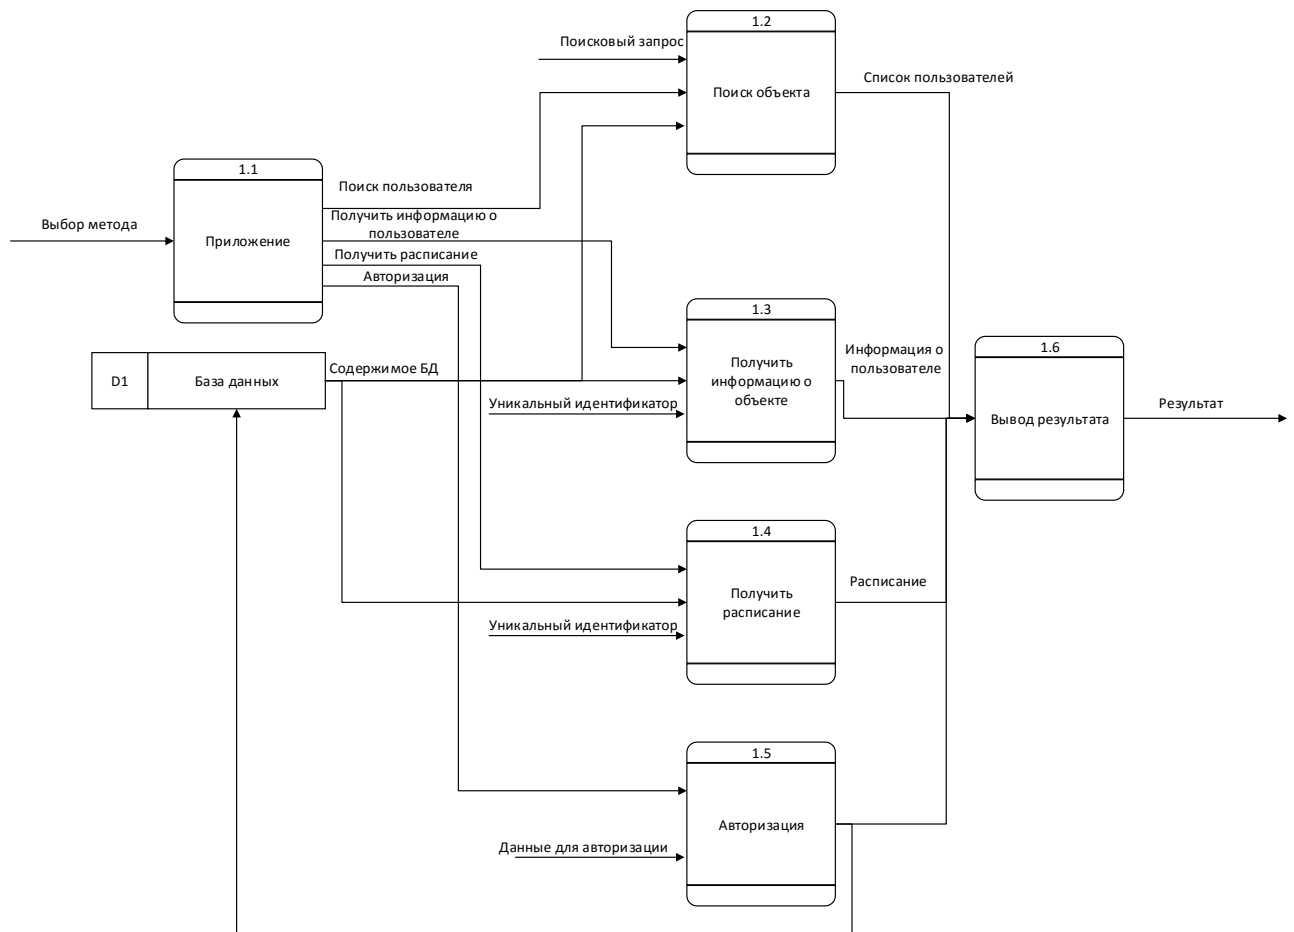 1.2
Поисковый запрос
Поиск объекта
Список пользователей
1.1
Приложение
Выбор метода
Поиск пользователя
Получить информацию о
пользователе
Получить расписание
Авторизация
D1
База данных
Содержимое БД
Уникальный идентификатор
1.3
Получить
информацию о
объекте
Информация о
пользователе
1.6
Вывод результата
Результат
1.4
Получить
расписание
Расписание
Уникальный идентификатор
1.5
Авторизация
Данные для авторизации